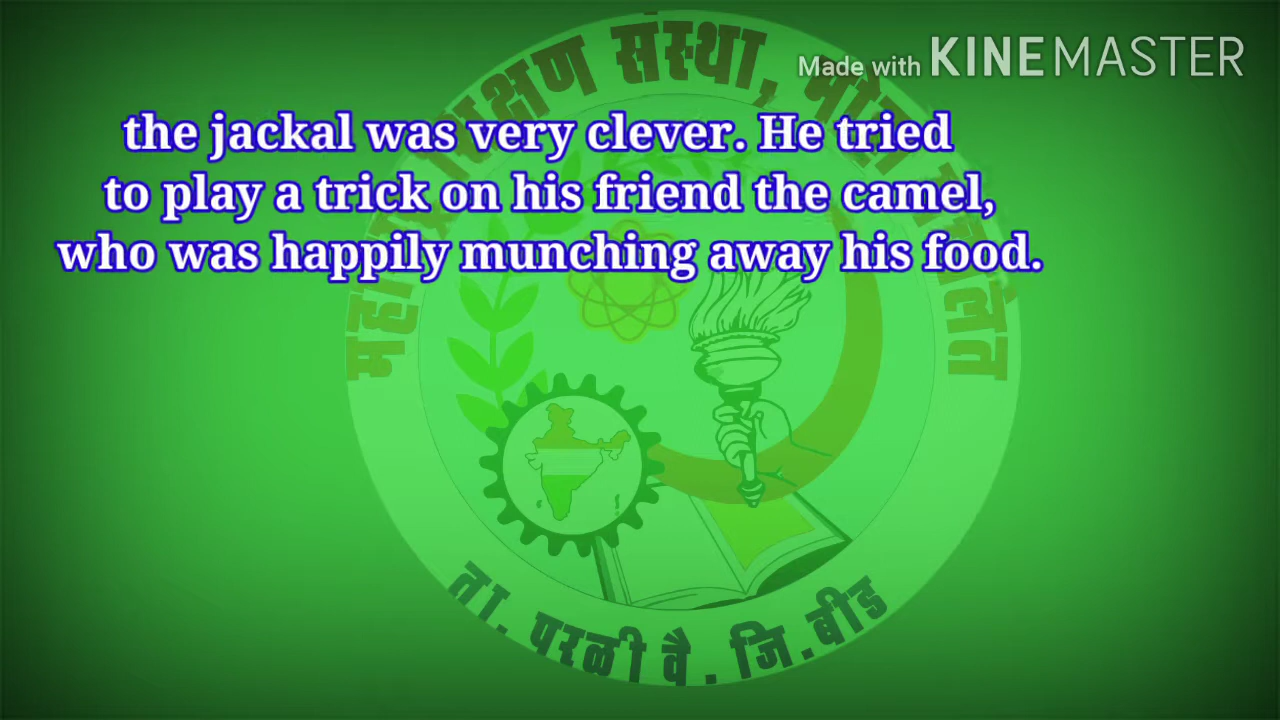 Made with KINEMASTER
the jackal was very clever. He tried
to play a trick on his friend the camel,
who was happily munching away his food.
संस्था,
ता. परळी वै. जि. बीड